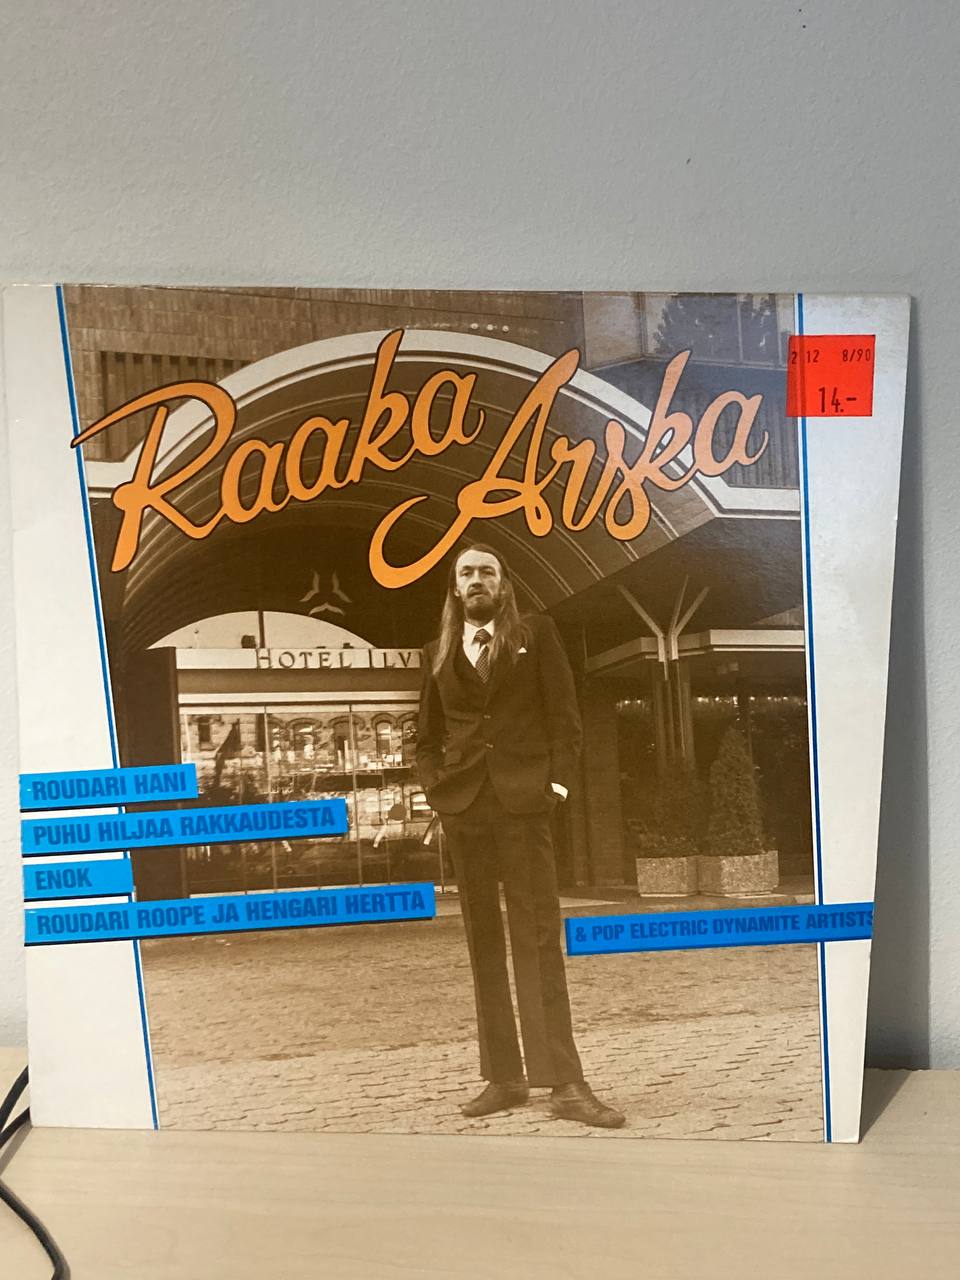 Raaka Arska
2 12 8/90
14.-
HOTEL ILV
ROUDARI HANI
PUHU HILJAA RAKKAUDESTA
ENOK
ROUDARI ROOPE JA HENGARI HERTTA
& POP ELECTRIC DYNAMITE ARTISTS